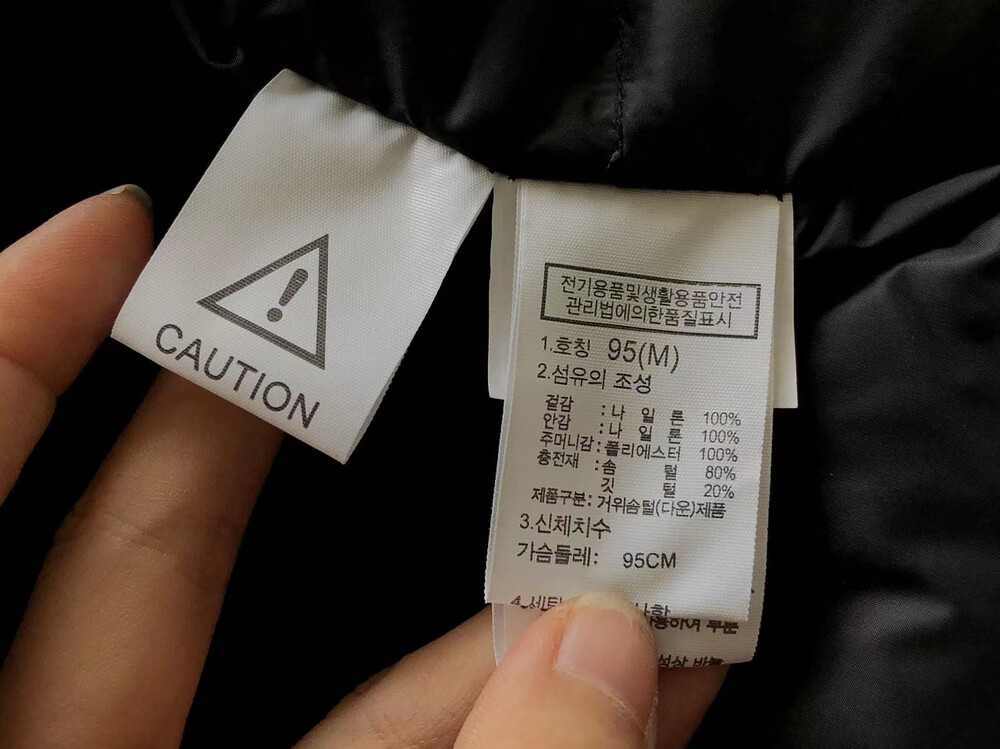 CAUTION
전기용품및생활용품안전
관리법에의한품질표시
1.호칭 95(M)
2.섬유의 조성
겉감 : 나 일 론 100%
안감 : 나 일 론 100%
주머니감 : 폴리에스터 100%
충전재 : 솜 털 80%
깃 털 20%
제품구분 : 거위솜털(다운)제품
3.신체치수
가슴둘레: 95CM
부분